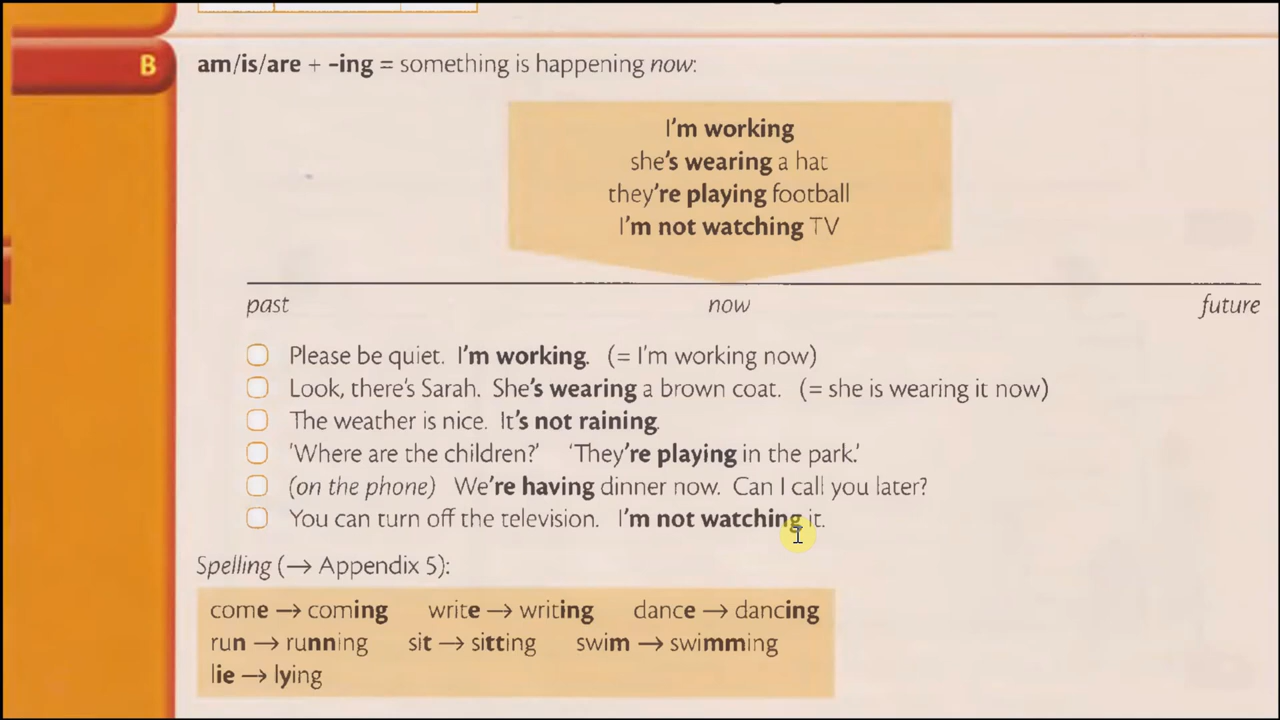 B
am/is/are + -ing = something is happening now:
I'm working
she's wearing a hat
they're playing football
I'm not watching TV
past now future
Please be quiet. I'm working. (= I'm working now)
Look, there's Sarah. She's wearing a brown coat. (= she is wearing it now)
The weather is nice. It's not raining.
'Where are the children?' 'They're playing in the park.'
(on the phone) We're having dinner now. Can I call you later?
You can turn off the television. I'm not watching it.
Spelling (→ Appendix 5):
come → coming write → writing dance → dancing
run → running sit → sitting swim → swimming
lie → lying